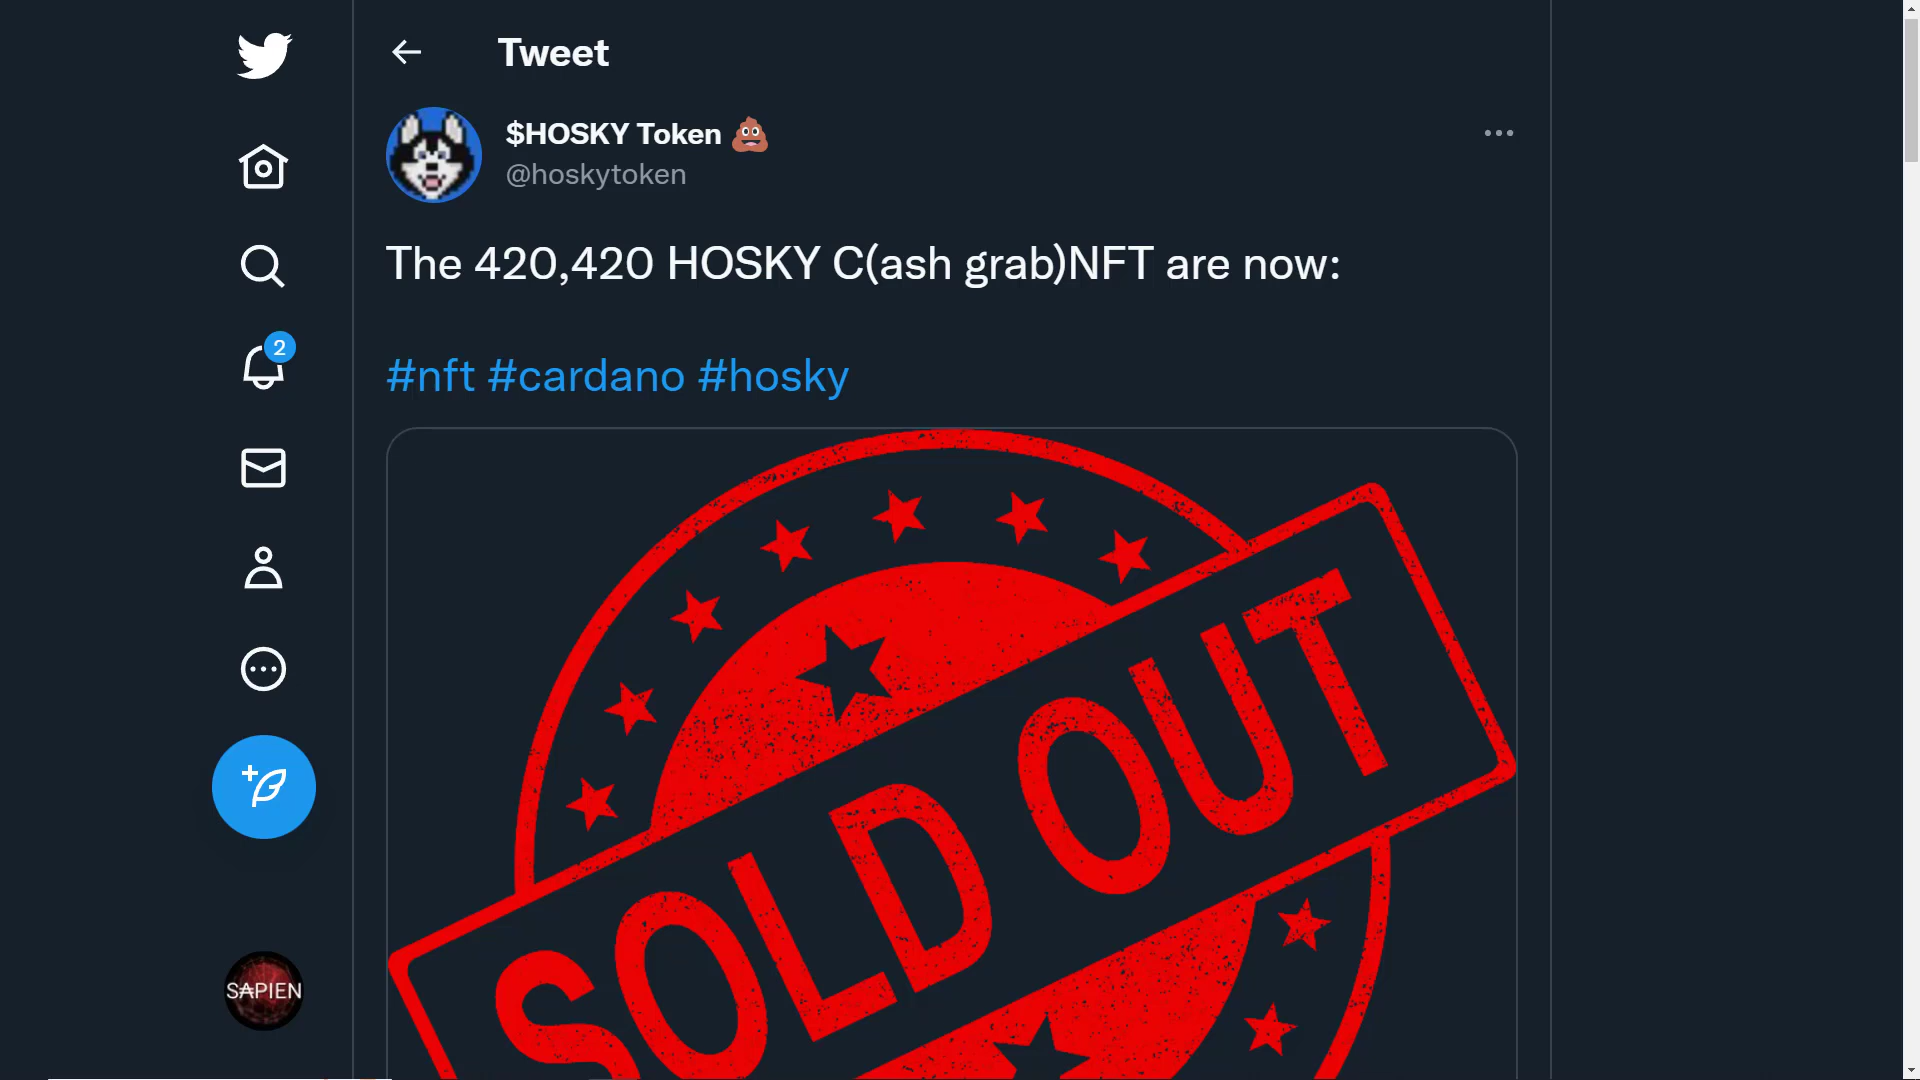 Tweet
$HOSKY Token 💩
@hoskytoken
The 420,420 HOSKY C(ash grab)NFT are now:
#nft #cardano #hosky
2
SOLD OUT
S₳PIEN